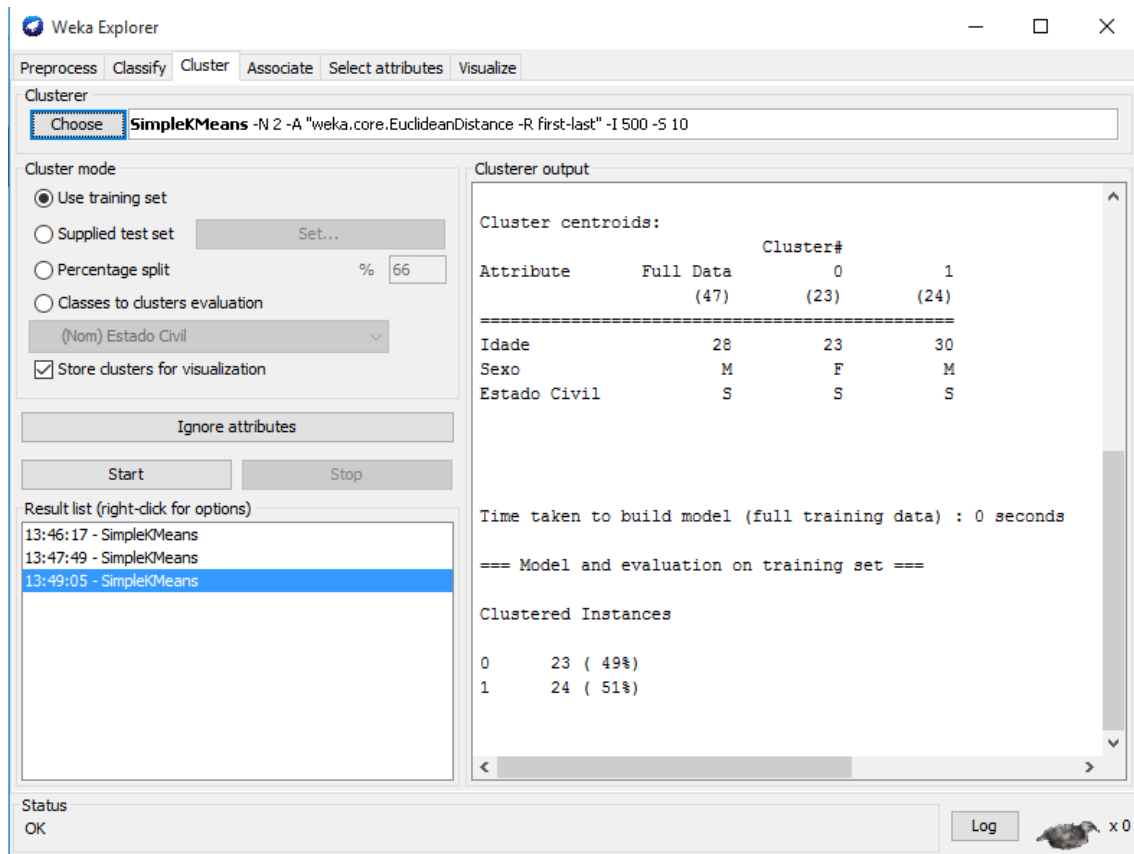 Weka Explorer
Preprocess Classify Cluster Associate Select attributes Visualize
Clusterer
Choose SimpleKMeans -N 2 -A "weka.core.EuclideanDistance -R first-last" -I 500 -S 10
Cluster mode
Use training set
Supplied test set Set...
Percentage split % 66
Classes to clusters evaluation
(Nom) Estado Civil
Store clusters for visualization
Ignore attributes
Start Stop
Result list (right-click for options)
13:46:17 - SimpleKMeans
13:47:49 - SimpleKMeans
13:49:05 - SimpleKMeans
Clusterer output
Cluster centroids:
Cluster#
Attribute Full Data 0 1
(47) (23) (24)
================================================
Idade 28 23 30
Sexo M F M
Estado Civil S S S
Time taken to build model (full training data) : 0 seconds
=== Model and evaluation on training set ===
Clustered Instances
0 23 ( 49%)
1 24 ( 51%)
Status
OK
Log x 0